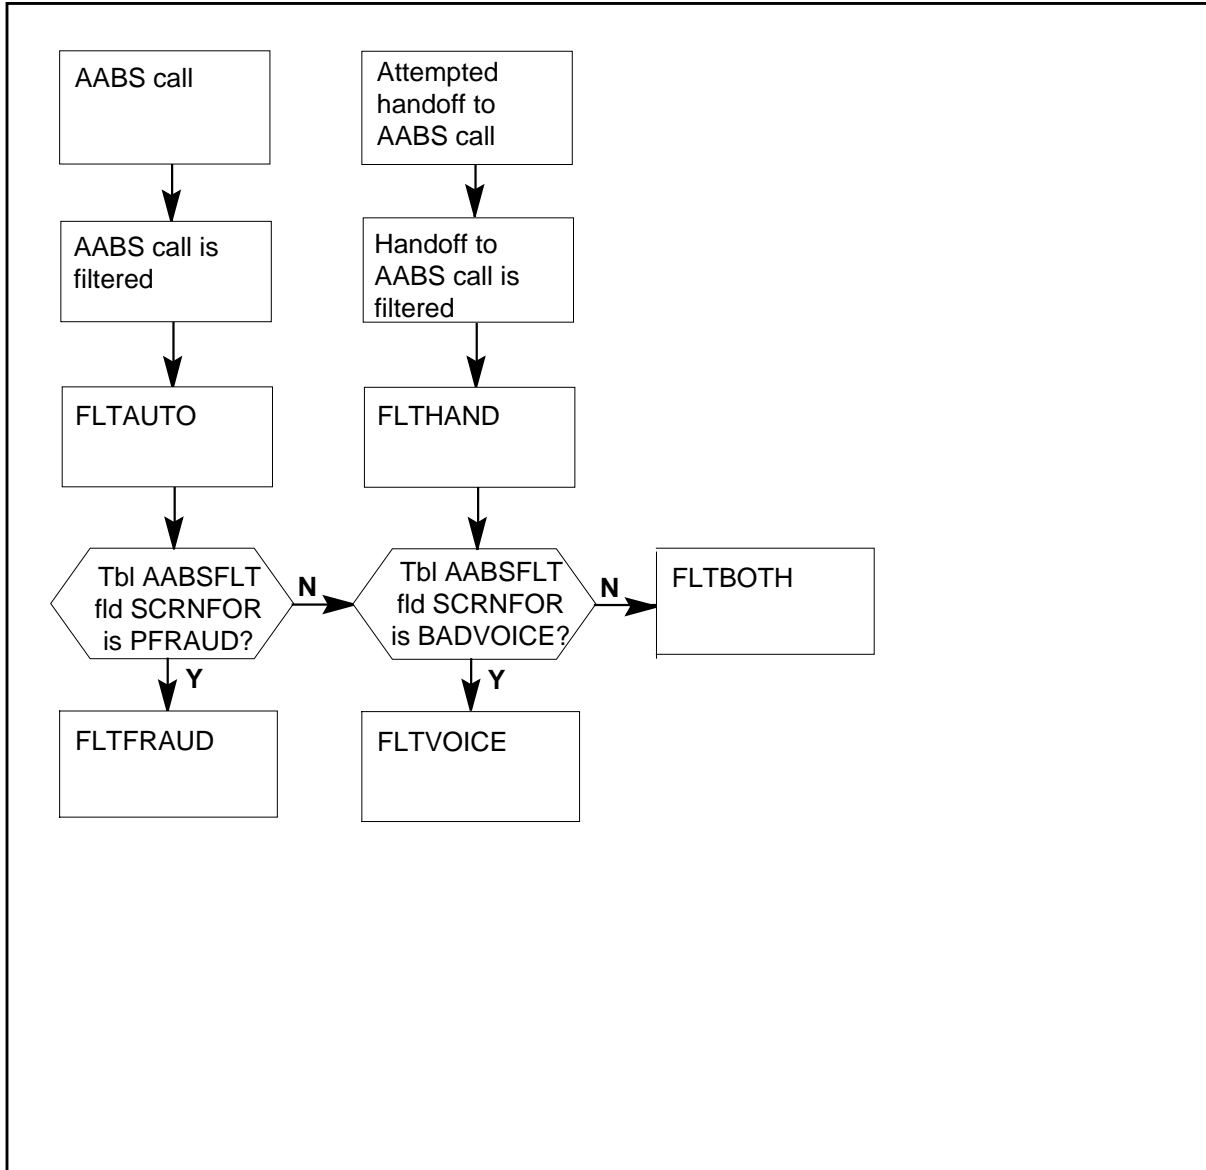 AABS call
Attempted
handoff to
AABS call
AABS call is
filtered
Handoff to
AABS call is
filtered
FLTAUTO
FLTHAND
Tbl AABSFLT
fld SCRNFOR
is PFRAUD?
N
Tbl AABSFLT
fld SCRNFOR
is BADVOICE?
N
FLTBOTH
Y
Y
FLTFRAUD
FLTVOICE